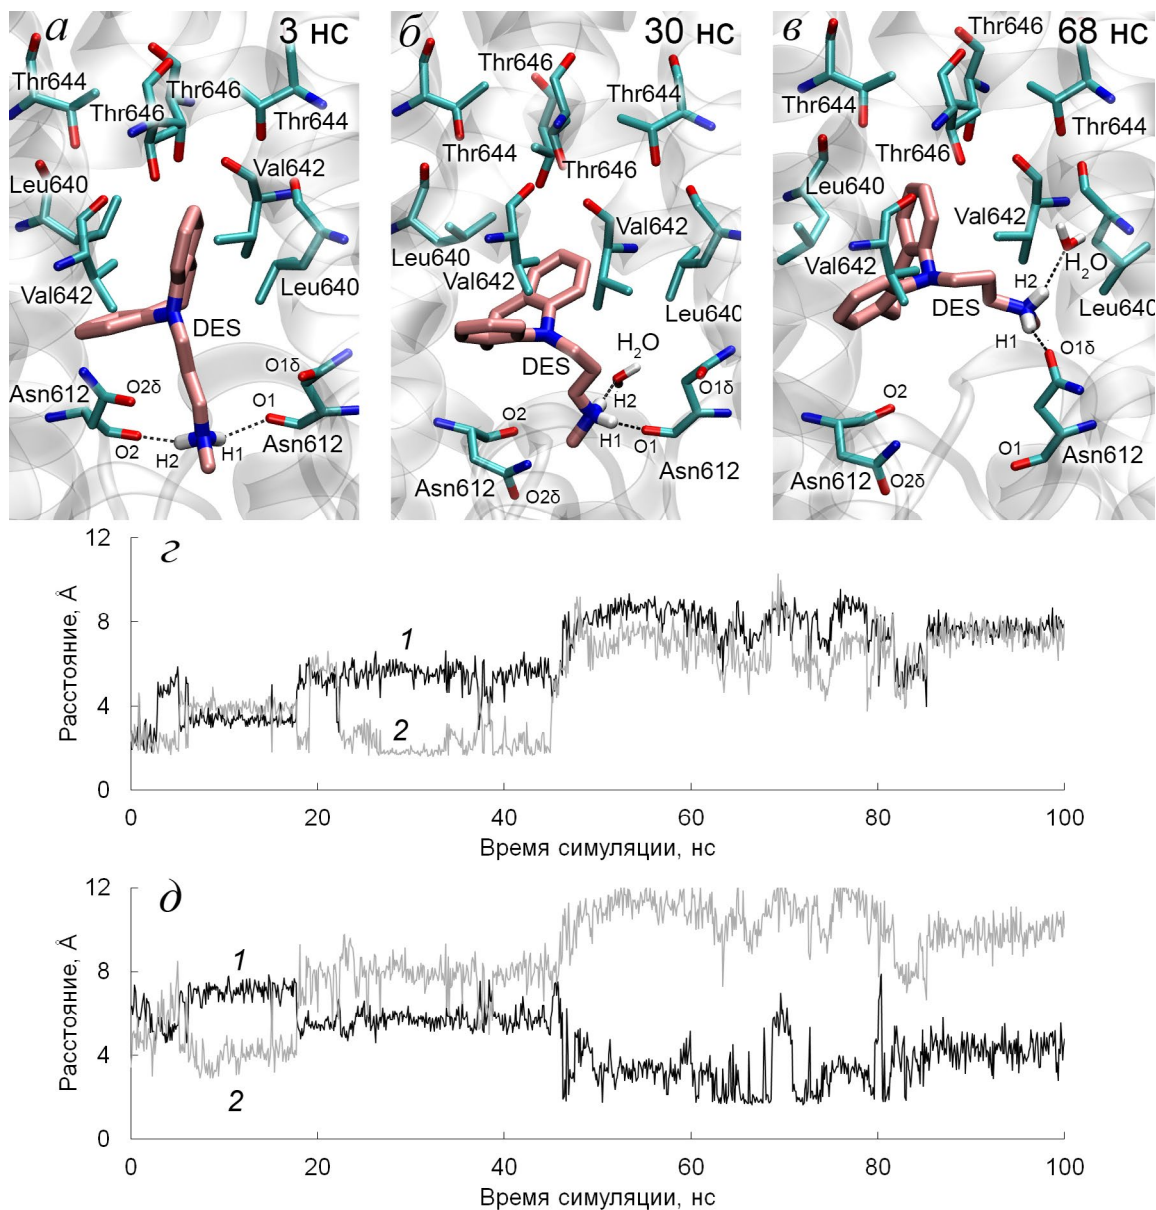 а
3 нс
Thr644
Thr646
Thr646
Thr644
Val642
Leu640
Leu640
Val642
DES
O1δ
Asn612
O2δ
O1
O2
H2
H1
Asn612
б
30 нс
Thr646
Thr644
Thr644
Thr646
Val642
Leu640
Val642
Leu640
DES
H2O
O1δ
H2
O2
H1
O1
Asn612
Asn612
O2δ
в
68 нс
Thr646
Thr644
Thr644
Thr646
Leu640
Val642
H2O
Val642
H2
Leu640
DES
H1
O1δ
O2
Asn612
O1
Asn612
O2δ
г
Расстояние, Å
12
8
4
0
1
2
0 20 40 60 80 100
Время симуляции, нс
д
Расстояние, Å
12
8
4
0
1
2
0 20 40 60 80 100
Время симуляции, нс